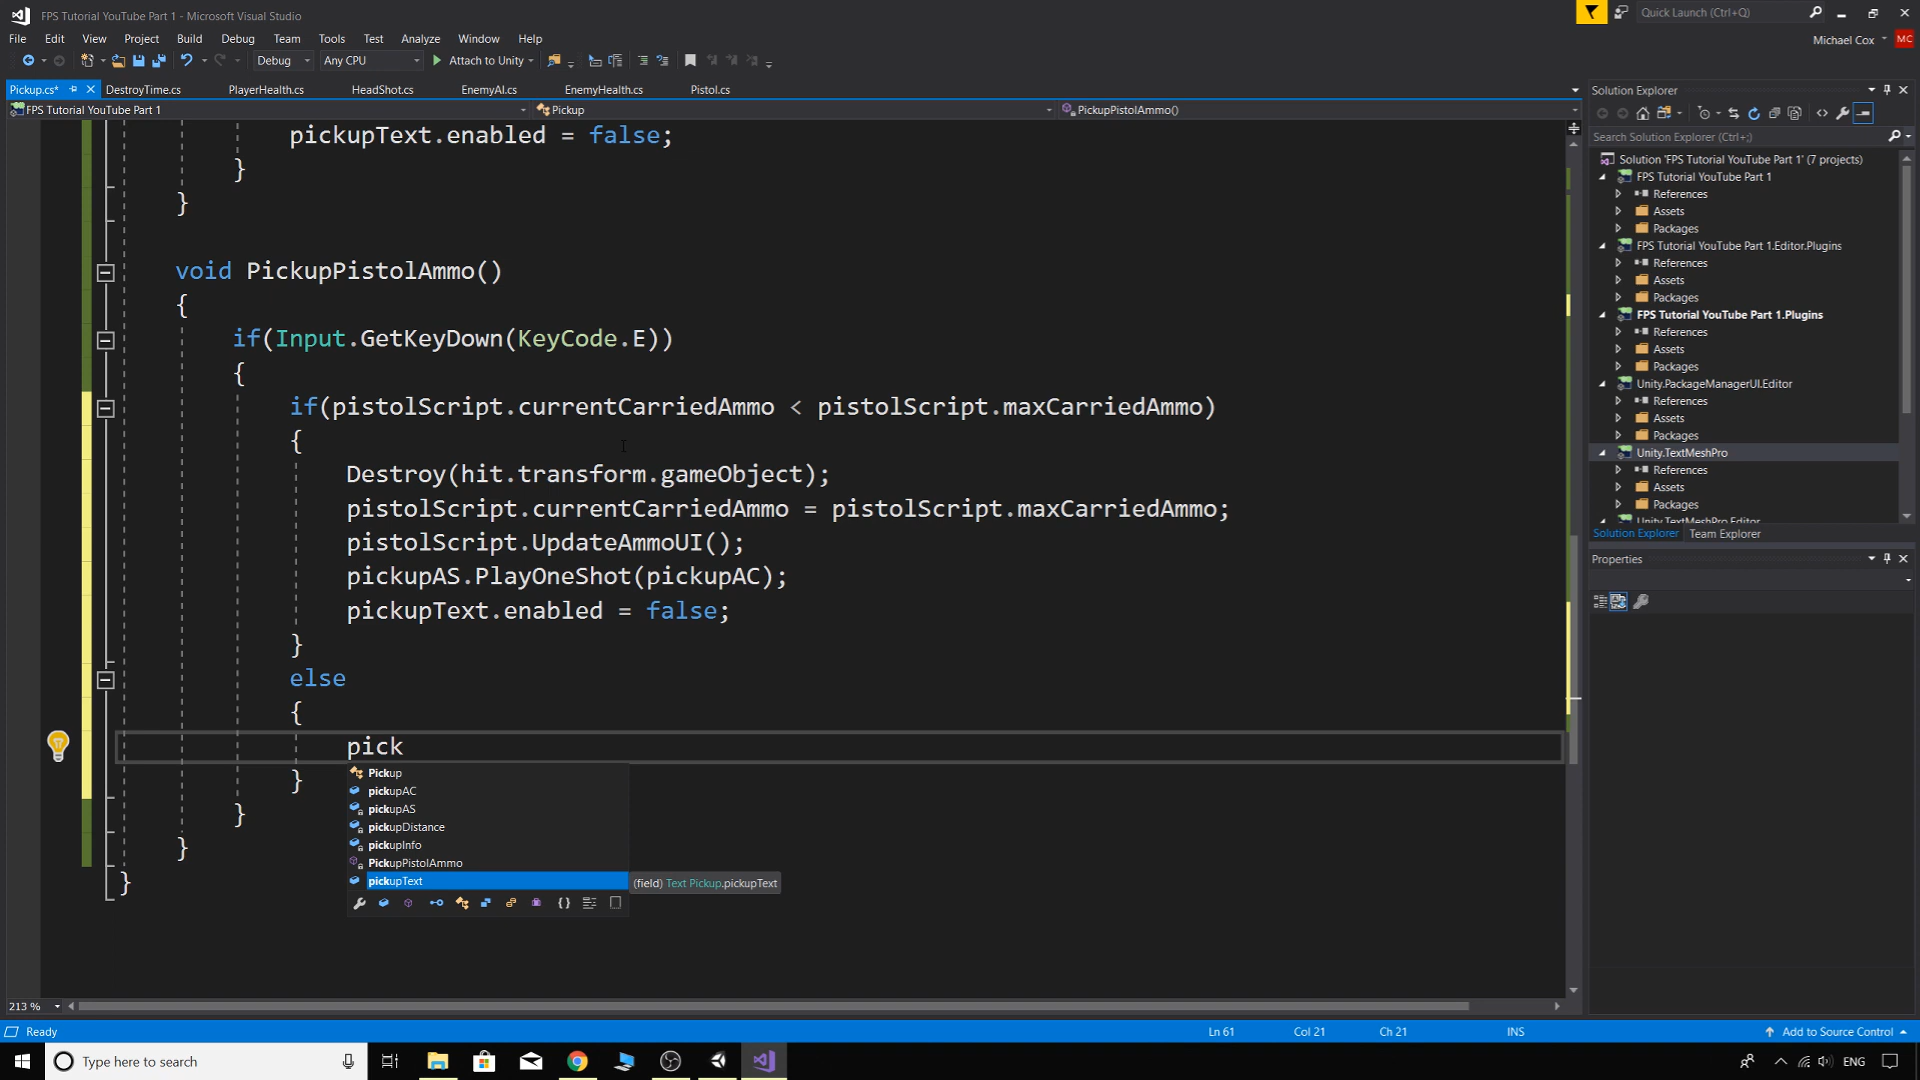 FPS Tutorial YouTube Part 1 - Microsoft Visual Studio
Quick Launch (Ctrl+Q)
File Edit View Project Build Debug Team Tools Test Analyze Window Help
Michael Cox MC
Debug Any CPU Attach to Unity
Pickup.cs* DestroyTime.cs PlayerHealth.cs HeadShot.cs EnemyAI.cs EnemyHealth.cs Pistol.cs
FPS Tutorial YouTube Part 1 Pickup PickupPistolAmmo()
pickupText.enabled = false;
}
}
void PickupPistolAmmo()
{
if(Input.GetKeyDown(KeyCode.E))
{
if(pistolScript.currentCarriedAmmo < pistolScript.maxCarriedAmmo)
{
Destroy(hit.transform.gameObject);
pistolScript.currentCarriedAmmo = pistolScript.maxCarriedAmmo;
pistolScript.UpdateAmmoUI();
pickupAS.PlayOneShot(pickupAC);
pickupText.enabled = false;
}
else
{
pick
}
}
}
}
Pickup
pickupAC
pickupAS
pickupDistance
pickupInfo
PickupPistolAmmo
pickupText
(field) Text Pickup.pickupText
Solution Explorer
Search Solution Explorer (Ctrl+;)
Solution 'FPS Tutorial YouTube Part 1' (7 projects)
FPS Tutorial YouTube Part 1
References
Assets
Packages
FPS Tutorial YouTube Part 1.Editor.Plugins
References
Assets
Packages
FPS Tutorial YouTube Part 1.Plugins
References
Assets
Packages
Unity.PackageManagerUI.Editor
References
Assets
Packages
Unity.TextMeshPro
References
Assets
Packages
Unity.TextMeshPro.Editor
Solution Explorer Team Explorer
Properties
213 %
Ready Ln 61 Col 21 Ch 21 INS Add to Source Control
Type here to search
ENG